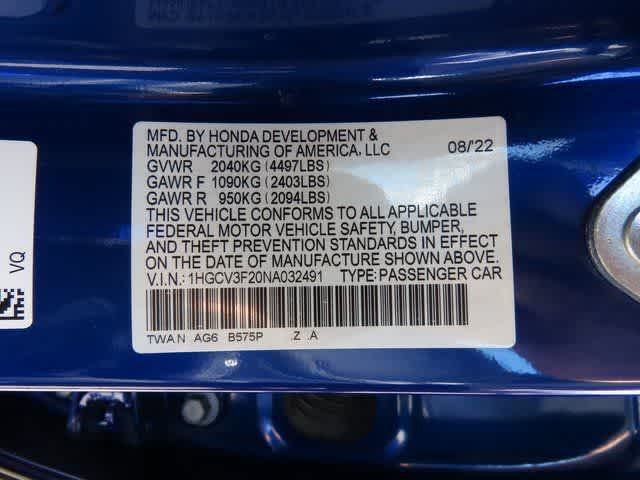 MFD. BY HONDA DEVELOPMENT &
MANUFACTURING OF AMERICA, LLC 08/'22
GVWR 2040KG (4497LBS)
GAWR F 1090KG (2403LBS)
GAWR R 950KG (2094LBS)
THIS VEHICLE CONFORMS TO ALL APPLICABLE
FEDERAL MOTOR VEHICLE SAFETY, BUMPER,
AND THEFT PREVENTION STANDARDS IN EFFECT
ON THE DATE OF MANUFACTURE SHOWN ABOVE.
V.I.N.: 1HGCV3F20NA032491 TYPE: PASSENGER CAR
TWA N AG6 B575P .Z .A
VQ